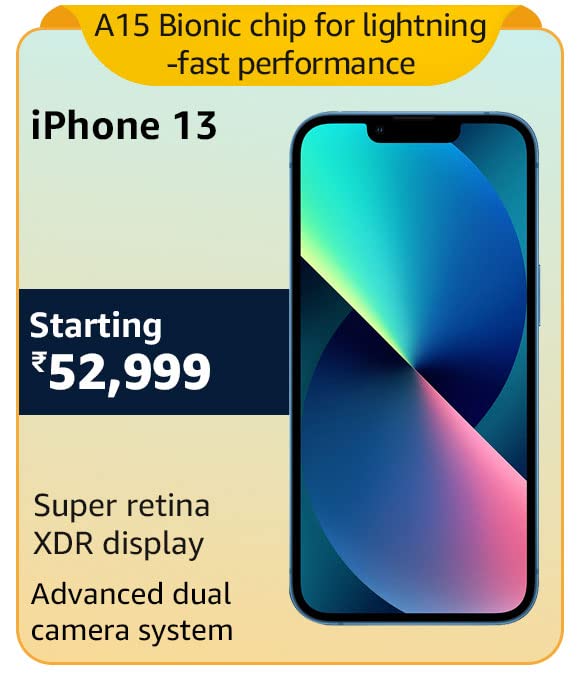 A15 Bionic chip for lightning
-fast performance
iPhone 13
Starting
₹52,999
Super retina
XDR display
Advanced dual
camera system